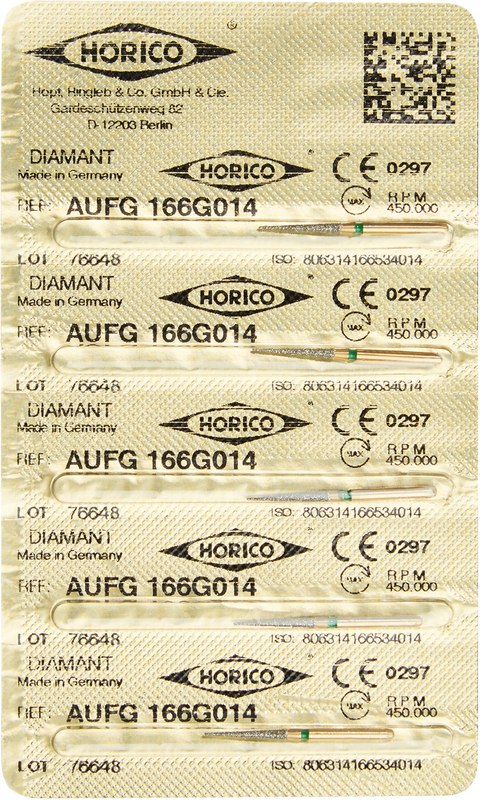 HORICO ®
Hopf, Ringleb & Co. GmbH & Cie.
Gardeschützenweg 82
D-12203 Berlin
DIAMANT
Made in Germany
HORICO ®
CE 0297
REF: AUFG 166G014
MAX
RPM
450.000
LOT 76648
ISO: 806314166534014
DIAMANT
Made in Germany
HORICO ®
CE 0297
REF: AUFG 166G014
MAX
RPM
450.000
LOT 76648
ISO: 806314166534014
DIAMANT
Made in Germany
HORICO ®
CE 0297
REF: AUFG 166G014
MAX
RPM
450.000
LOT 76648
ISO: 806314166534014
DIAMANT
Made in Germany
HORICO ®
CE 0297
REF: AUFG 166G014
MAX
RPM
450.000
LOT 76648
ISO: 806314166534014
DIAMANT
Made in Germany
HORICO ®
CE 0297
REF: AUFG 166G014
MAX
RPM
450.000
LOT 76648
ISO: 806314166534014